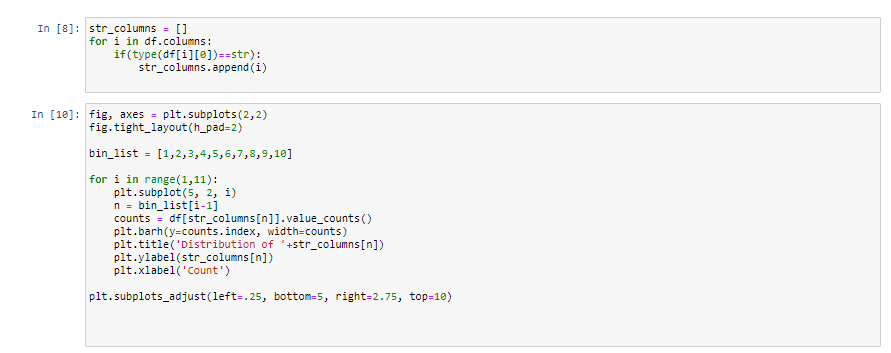 In [8]: str_columns = []
for i in df.columns:
    if(type(df[i][0])==str):
        str_columns.append(i)
In [10]: fig, axes = plt.subplots(2,2)
fig.tight_layout(h_pad=2)
bin_list = [1,2,3,4,5,6,7,8,9,10]
for i in range(1,11):
    plt.subplot(5, 2, i)
    n = bin_list[i-1]
    counts = df[str_columns[n]].value_counts()
    plt.barh(y=counts.index, width=counts)
    plt.title('Distribution of '+str_columns[n])
    plt.ylabel(str_columns[n])
    plt.xlabel('Count')
plt.subplots_adjust(left=.25, bottom=5, right=2.75, top=10)